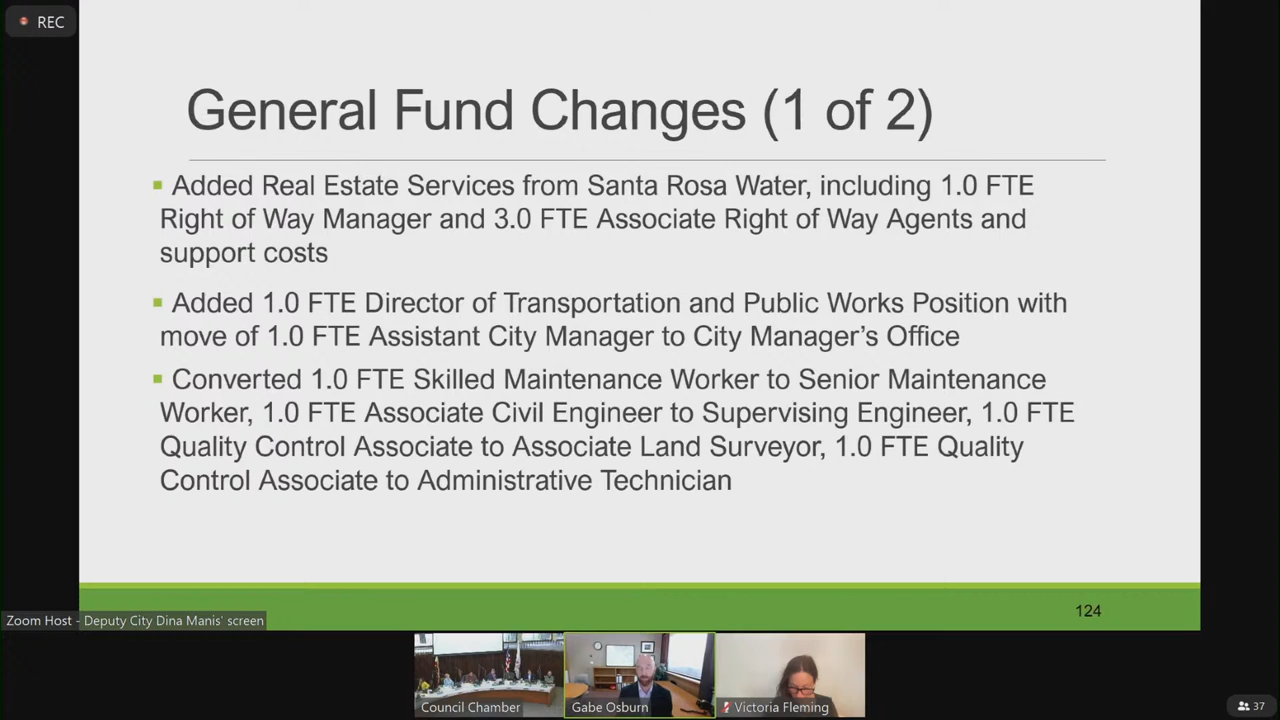 REC
General Fund Changes (1 of 2)
Added Real Estate Services from Santa Rosa Water, including 1.0 FTE
Right of Way Manager and 3.0 FTE Associate Right of Way Agents and
support costs
Added 1.0 FTE Director of Transportation and Public Works Position with
move of 1.0 FTE Assistant City Manager to City Manager’s Office
Converted 1.0 FTE Skilled Maintenance Worker to Senior Maintenance
Worker, 1.0 FTE Associate Civil Engineer to Supervising Engineer, 1.0 FTE
Quality Control Associate to Associate Land Surveyor, 1.0 FTE Quality
Control Associate to Administrative Technician
124
Zoom Host - Deputy City Dina Manis' screen
Council Chamber
Gabe Osburn
Victoria Fleming
37